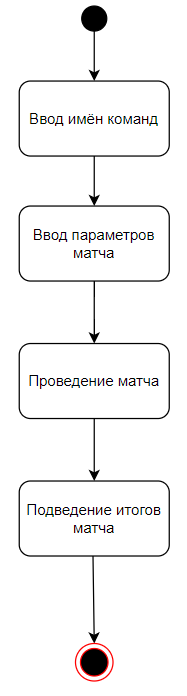 Ввод имён команд
Ввод параметров
матча
Проведение матча
Подведение итогов
матча